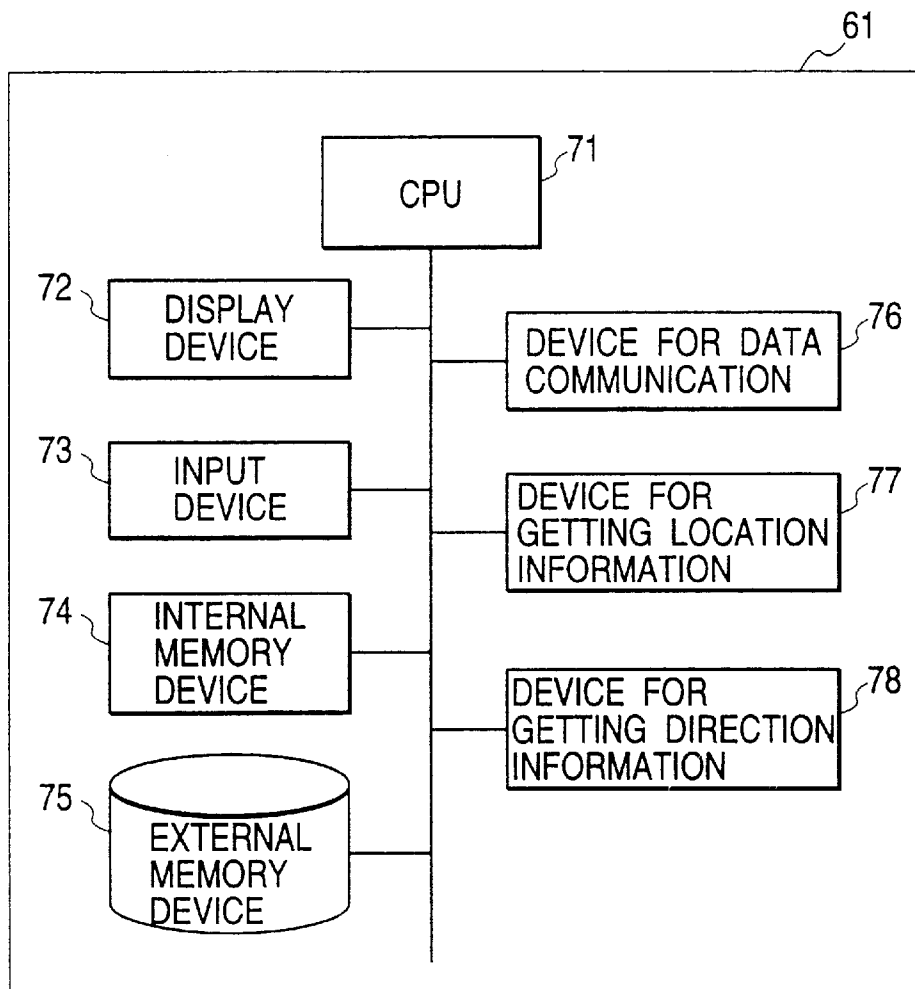 61
71
CPU
72
DISPLAY
DEVICE
76
DEVICE FOR DATA
COMMUNICATION
73
INPUT
DEVICE
77
DEVICE FOR
GETTING LOCATION
INFORMATION
74
INTERNAL
MEMORY
DEVICE
78
DEVICE FOR
GETTING DIRECTION
INFORMATION
75
EXTERNAL
MEMORY
DEVICE